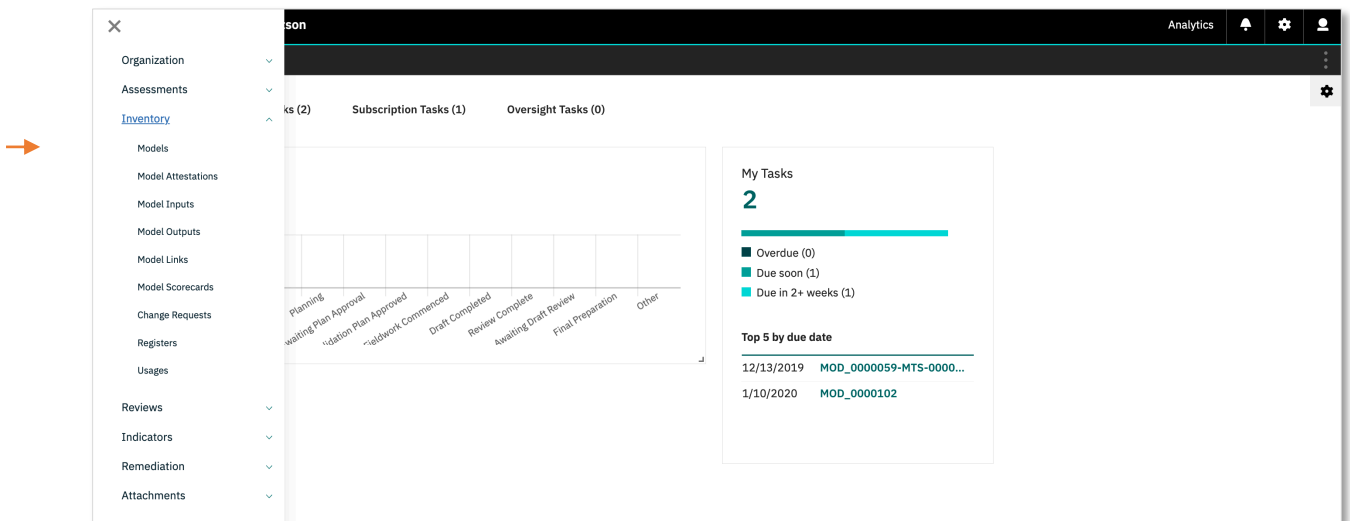 tson
Analytics
Organization
Assessments
Inventory
Models
Model Attestations
Model Inputs
Model Outputs
Model Links
Model Scorecards
Change Requests
Registers
Usages
Reviews
Indicators
Remediation
Attachments
ks (2) Subscription Tasks (1) Oversight Tasks (0)
Planning
waiting Plan Approval
lidation Plan Approved
Fieldwork Commenced
Draft Completed
Review Complete
Awaiting Draft Review
Final Preparation
Other
My Tasks
2
Overdue (0)
Due soon (1)
Due in 2+ weeks (1)
Top 5 by due date
12/13/2019 MOD_0000059-MTS-0000...
1/10/2020 MOD_0000102